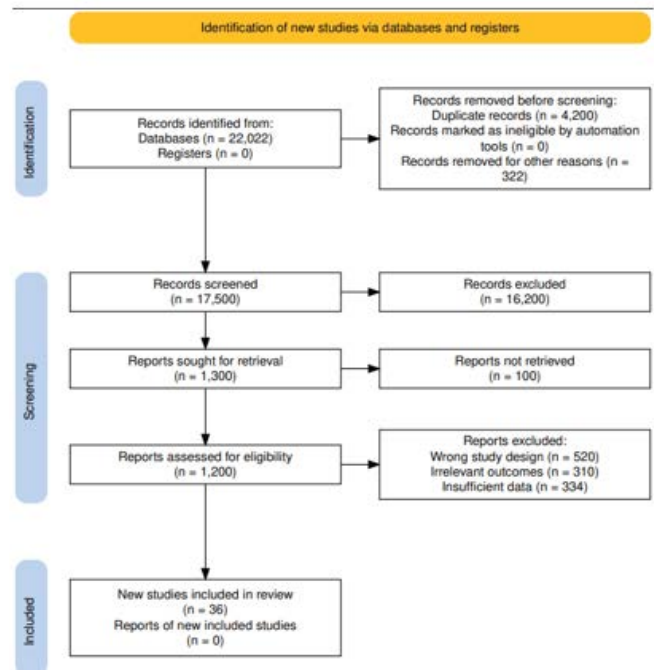 Identification of new studies via databases and registers
Identification
Records identified from:
Databases (n = 22,022)
Registers (n = 0)
Records removed before screening:
Duplicate records (n = 4,200)
Records marked as ineligible by automation
tools (n = 0)
Records removed for other reasons (n =
322)
Screening
Records screened
(n = 17,500)
Records excluded
(n = 16,200)
Reports sought for retrieval
(n = 1,300)
Reports not retrieved
(n = 100)
Reports assessed for eligibility
(n = 1,200)
Reports excluded:
Wrong study design (n = 520)
Irrelevant outcomes (n = 310)
Insufficient data (n = 334)
Included
New studies included in review
(n = 36)
Reports of new included studies
(n = 0)